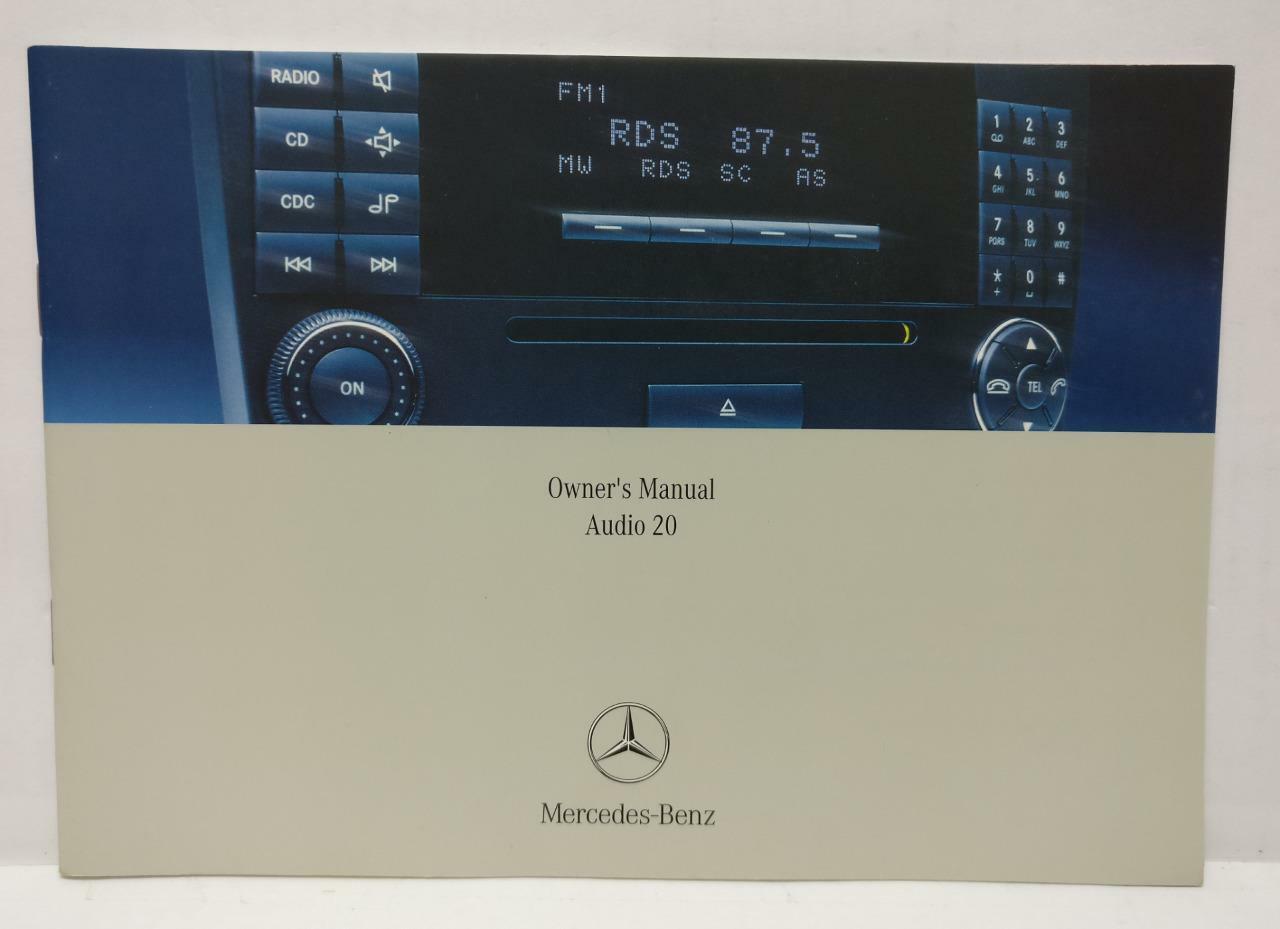 RADIO
CD
CDC
ON
FM1
RDS 87.5
MW RDS SC AS
1 2 ABC 3 DEF
4 GHI 5 JKL 6 MNO
7 PQRS 8 TUV 9 WXYZ
* + 0 #
TEL
Owner's Manual
Audio 20
Mercedes-Benz